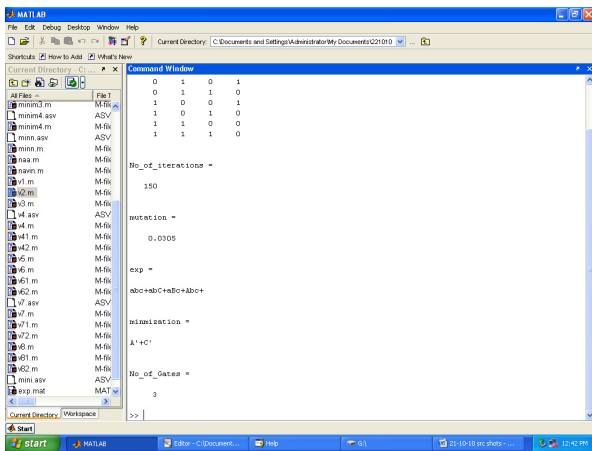 MATLAB
File Edit Debug Desktop Window Help
Current Directory: C:\Documents and Settings\Administrator\My Documents\221010
Shortcuts How to Add What's New
Current Directory - C:...
All Files File T
minim3.m M-file
minim4.asv ASV
minim4.m M-file
minn.asv ASV
minn.m M-file
naa.m M-file
navin.m M-file
v1.m M-file
v2.m M-file
v3.m M-file
v4.asv ASV
v4.m M-file
v41.m M-file
v42.m M-file
v5.m M-file
v6.m M-file
v61.m M-file
v62.m M-file
v7.asv ASV
v7.m M-file
v71.m M-file
v72.m M-file
v8.m M-file
v81.m M-file
v82.m M-file
mini.asv ASV
exp.mat MAT
Current Directory Workspace
Command Window
0 1 0 1
0 1 1 0
1 0 0 1
1 0 1 0
1 1 0 0
1 1 1 0
No_of_iterations =
150
mutation =
0.0305
exp =
abc+abC+aBc+Abc+
minmization =
A'+C'
No_of_Gates =
3
>>
Start
start MATLAB Editor - C:\Document... Help G:\ 21-10-10 scr shots - ... 12:42 PM